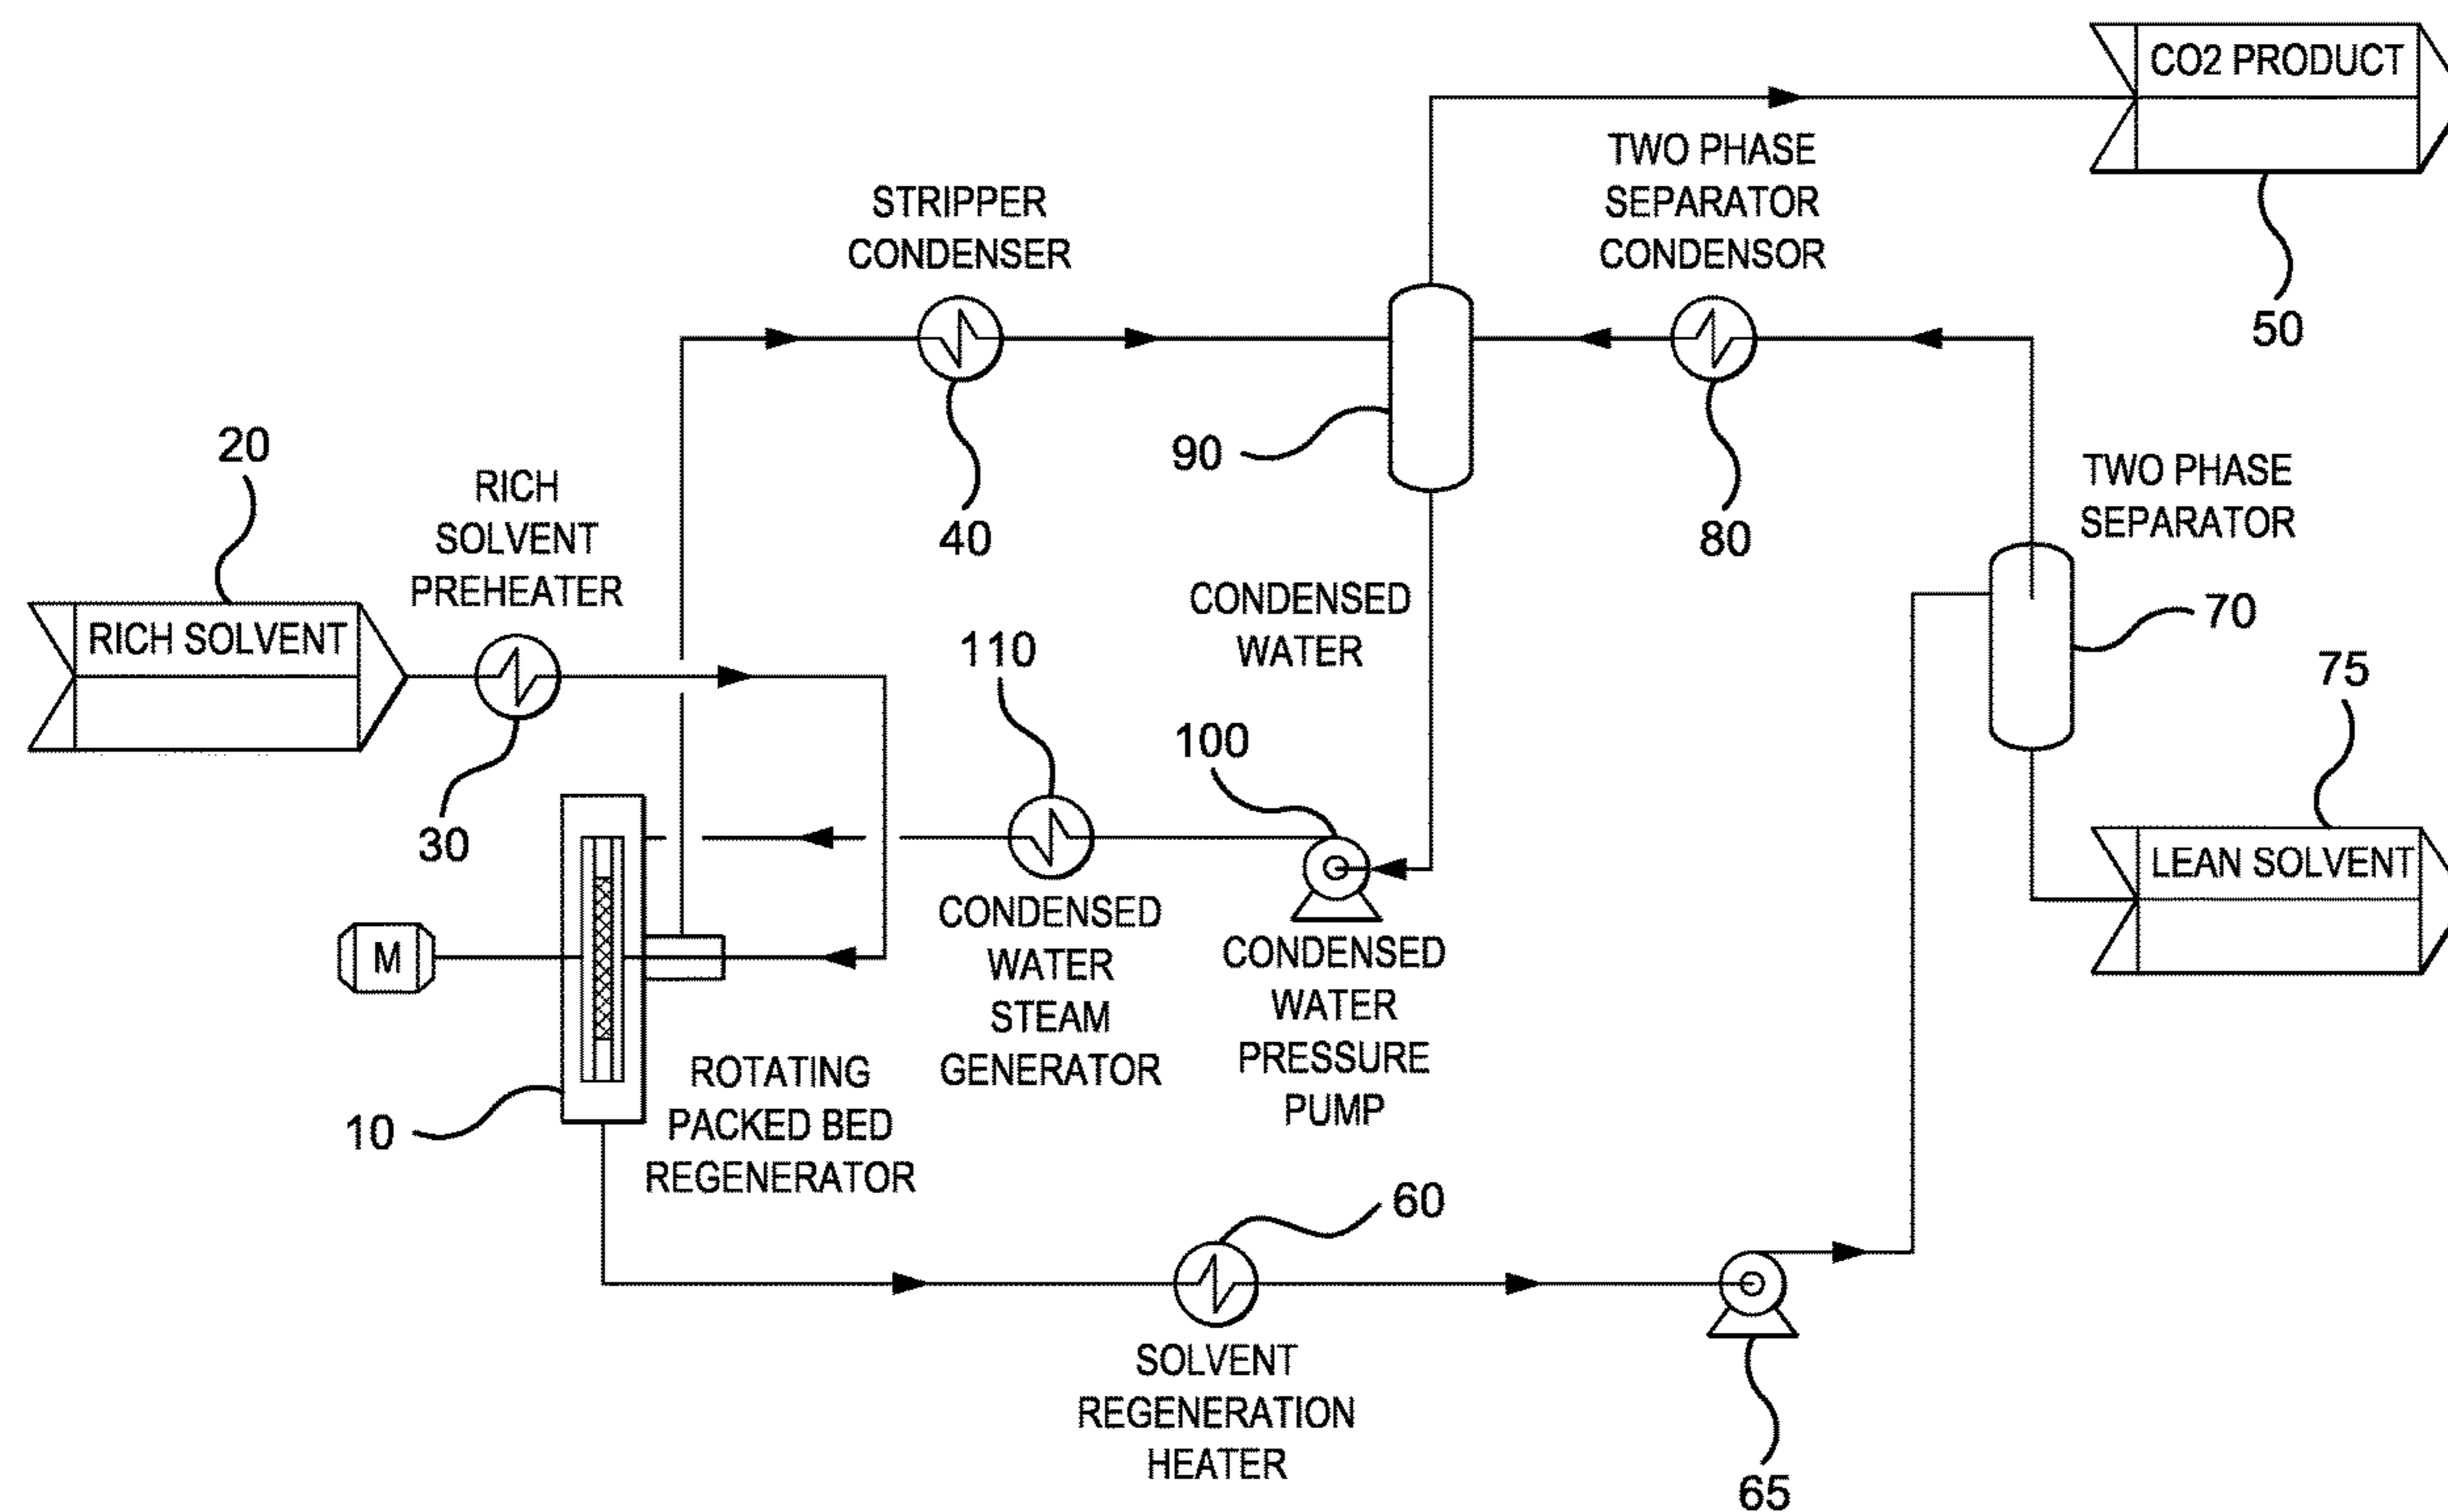 CO2 PRODUCT
50
TWO PHASE
SEPARATOR
CONDENSOR
80
STRIPPER
CONDENSER
40
90
20
RICH SOLVENT
RICH
SOLVENT
PREHEATER
30
TWO PHASE
SEPARATOR
70
75
LEAN SOLVENT
CONDENSED
WATER
110
100
CONDENSED
WATER
STEAM
GENERATOR
CONDENSED
WATER
PRESSURE
PUMP
M
10
ROTATING
PACKED BED
REGENERATOR
60
SOLVENT
REGENERATION
HEATER
65